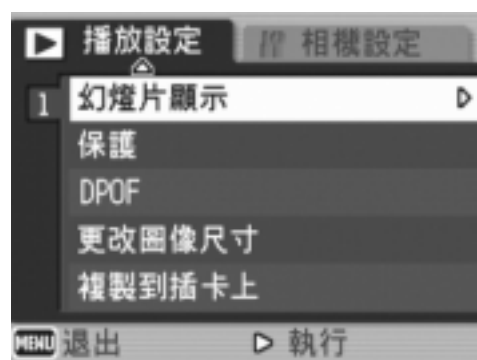 播放設定 相機設定
1 幻燈片顯示
保護
DPOF
更改圖像尺寸
複製到插卡上
MENU 退出 執行